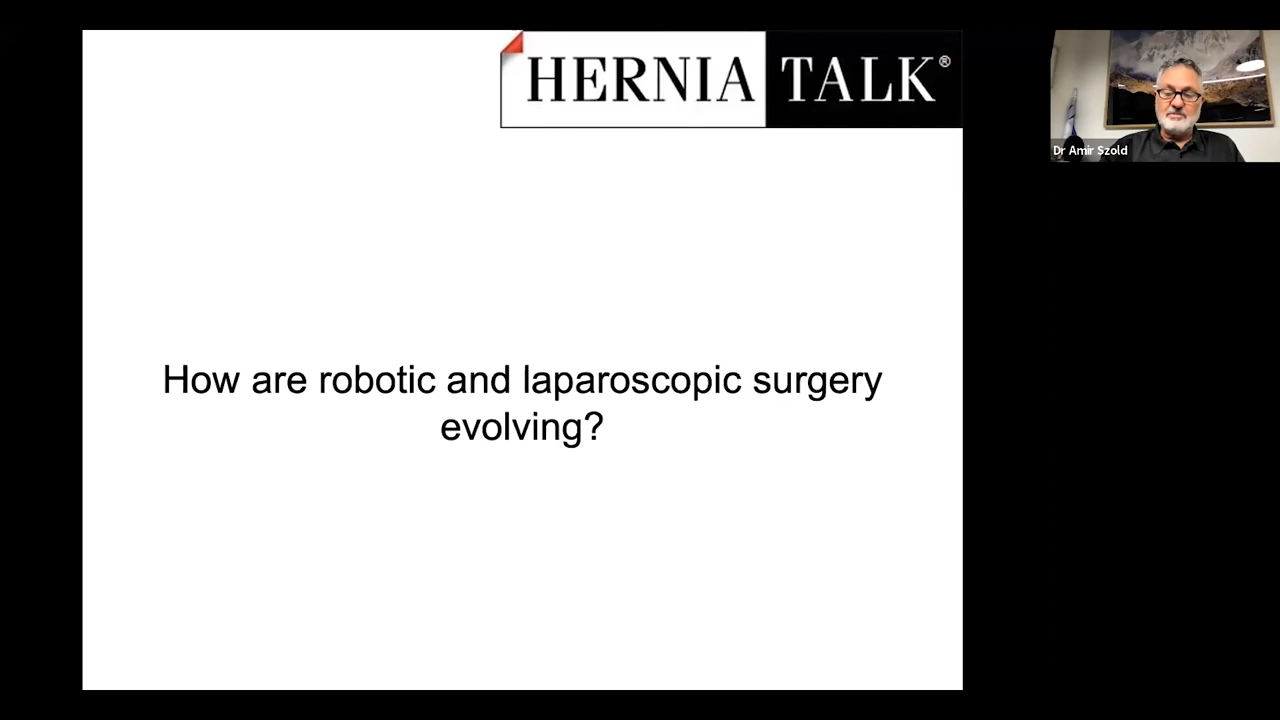 HERNIA TALK®
Dr Amir Szold
How are robotic and laparoscopic surgery
evolving?